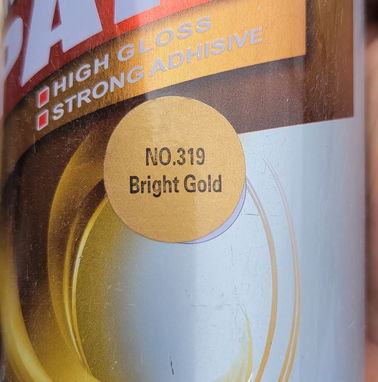 HIGH GLOSS
STRONG ADHISIVE
NO.319
Bright Gold